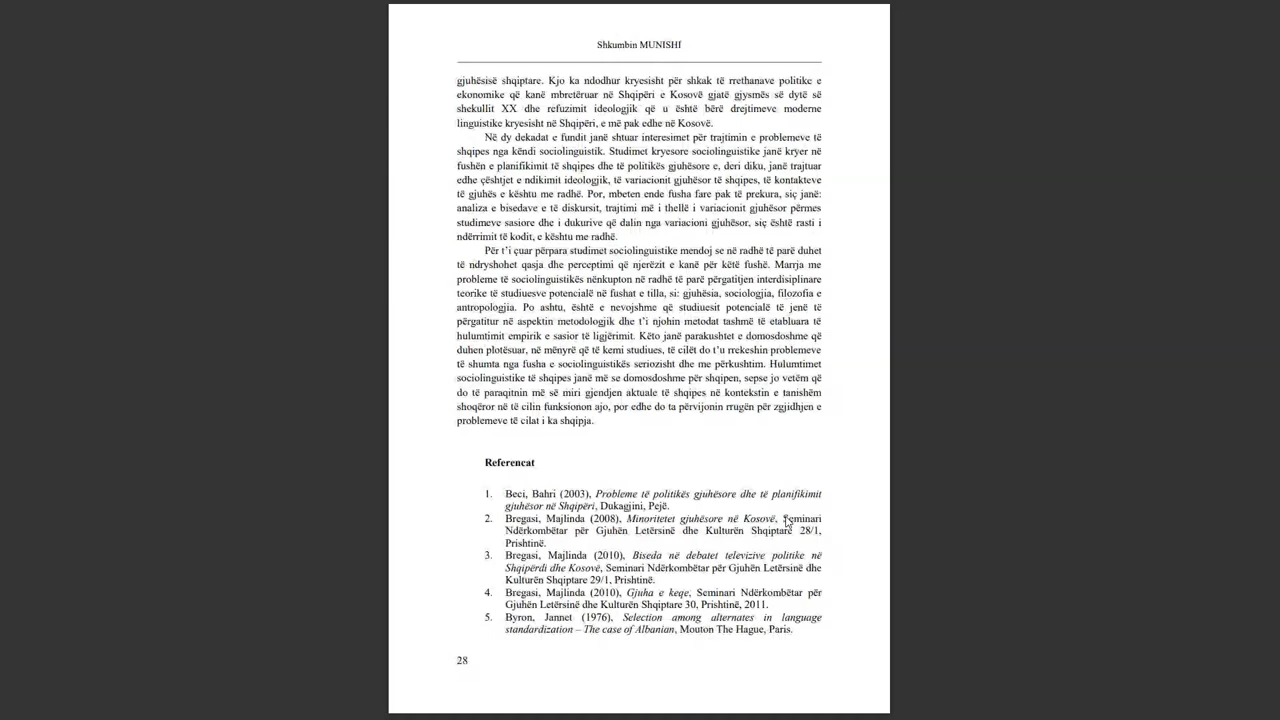 Shkumbin MUNISHI
gjuhësisë shqiptare. Kjo ka ndodhur kryesisht për shkak të rrethanave politike e
ekonomike që kanë mbretëruar në Shqipëri e Kosovë gjatë gjysmës së dytë së
shekullit XX dhe refuzimit ideologjik që u është bërë drejtimeve moderne
linguistike kryesisht në Shqipëri, e më pak edhe në Kosovë.
Në dy dekadat e fundit janë shtuar interesimet për trajtimin e problemeve të
shqipes nga këndi sociolinguistik. Studimet kryesore sociolinguistike janë kryer në
fushën e planifikimit të shqipes dhe të politikës gjuhësore e, deri diku, janë trajtuar
edhe çështjet e ndikimit ideologjik, të variacionit gjuhësor të shqipes, të kontakteve
të gjuhës e kështu me radhë. Por, mbeten ende fusha fare pak të prekura, siç janë:
analiza e bisedave e të diskursit, trajtimi më i thellë i variacionit gjuhësor përmes
studimeve sasiore dhe i dukurive që dalin nga variacioni gjuhësor, siç është rasti i
ndërrimit të kodit, e kështu me radhë.
Për t’i çuar përpara studimet sociolinguistike mendoj se në radhë të parë duhet
të ndryshohet qasja dhe perceptimi që njerëzit e kanë për këtë fushë. Marrja me
probleme të sociolinguistikës nënkupton në radhë të parë përgatitjen interdisiplinare
teorike të studiuesve potencialë në fushat e tilla, si: gjuhësia, sociologjia, filozofia e
antropologjia. Po ashtu, është e nevojshme që studiuesit potencialë të jenë të
përgatitur në aspektin metodologjik dhe t’i njohin metodat tashmë të etabluara të
hulumtimit empirik e sasior të ligjërimit. Këto janë parakushtet e domosdoshme që
duhen plotësuar, në mënyrë që të kemi studiues, të cilët do t’u rrekeshin problemeve
të shumta nga fusha e sociolinguistikës seriozisht dhe me përkushtim. Hulumtimet
sociolinguistike të shqipes janë më se domosdoshme për shqipen, sepse jo vetëm që
do të paraqitnin më së miri gjendjen aktuale të shqipes në kontekstin e tanishëm
shoqëror në të cilin funksionon ajo, por edhe do ta përvijonin rrugën për zgjidhjen e
problemeve të cilat i ka shqipja.
Referencat
1. Beci, Bahri (2003), Probleme të politikës gjuhësore dhe të planifikimit
gjuhësor në Shqipëri, Dukagjini, Pejë.
2. Bregasi, Majlinda (2008), Minoritetet gjuhësore në Kosovë, Seminari
Ndërkombëtar për Gjuhën Letërsinë dhe Kulturën Shqiptare 28/1,
Prishtinë.
3. Bregasi, Majlinda (2010), Biseda në debatet televizive politike në
Shqipërdi dhe Kosovë, Seminari Ndërkombëtar për Gjuhën Letërsinë dhe
Kulturën Shqiptare 29/1, Prishtinë.
4. Bregasi, Majlinda (2010), Gjuha e keqe, Seminari Ndërkombëtar për
Gjuhën Letërsinë dhe Kulturën Shqiptare 30, Prishtinë, 2011.
5. Byron, Jannet (1976), Selection among alternates in language
standardization – The case of Albanian, Mouton The Hague, Paris.
28